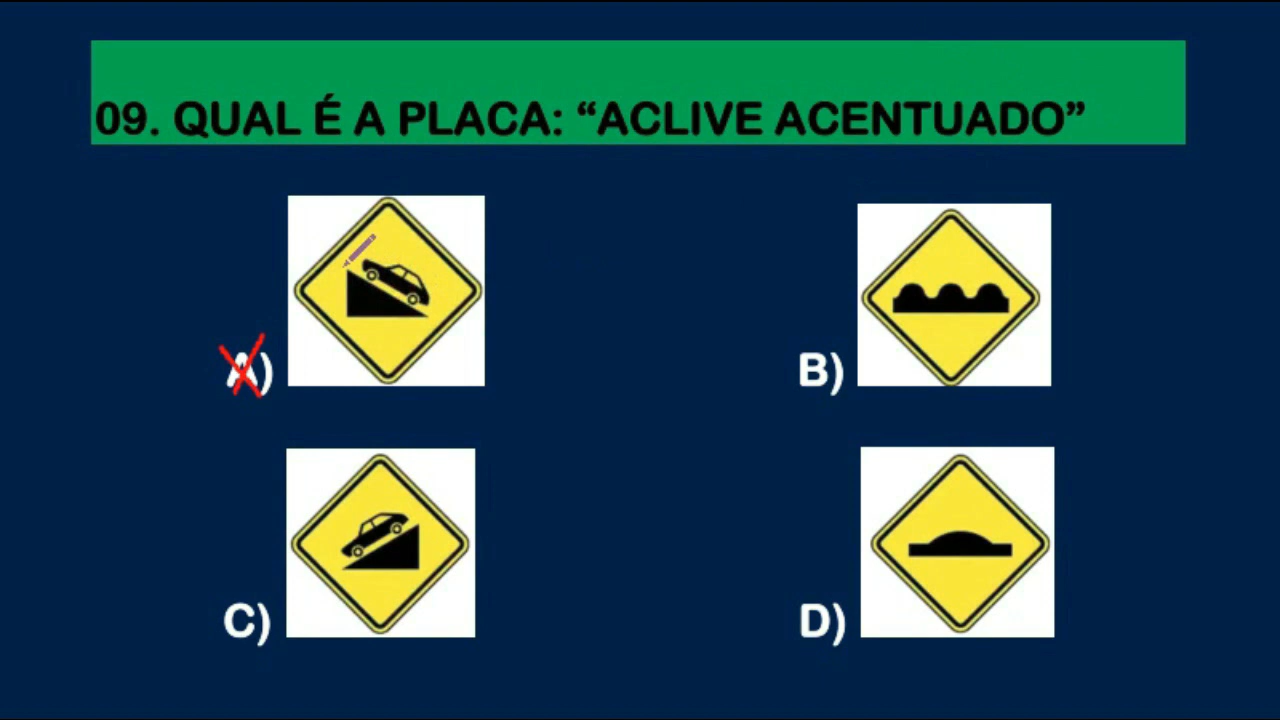 09. QUAL É A PLACA: “ACLIVE ACENTUADO”
A)
B)
C)
D)